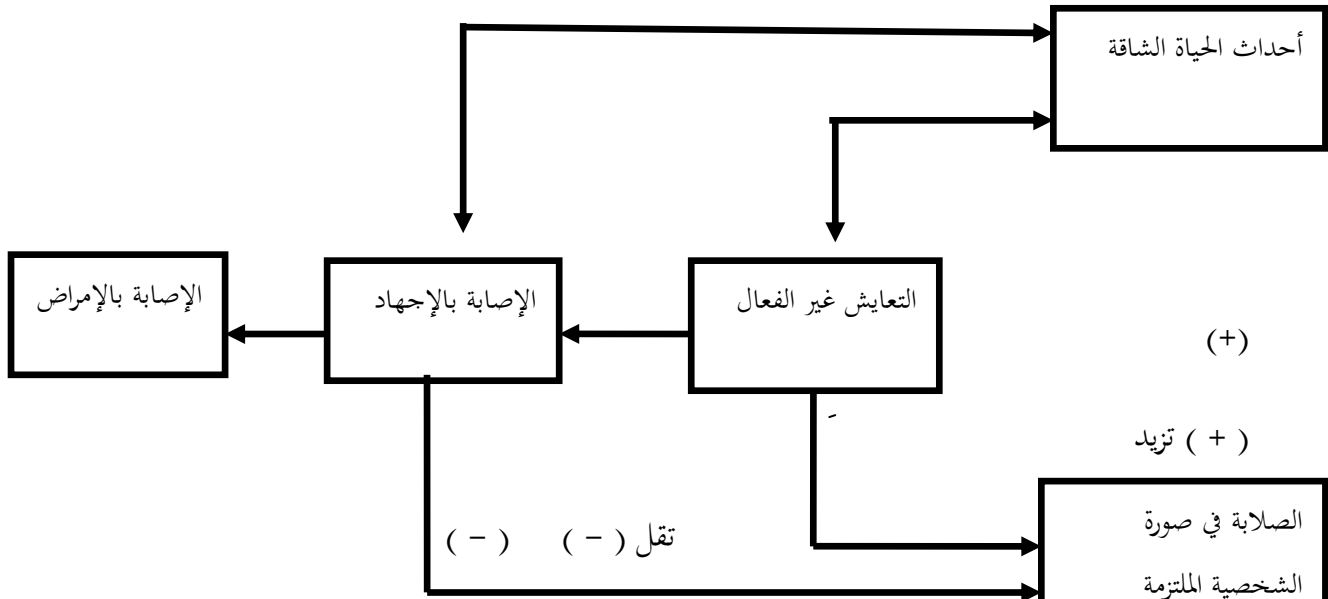 أحداث الحياة الشاقة
التعايش غير الفعال
الإصابة بالإجهاد
الإصابة بالإمراض
(+)
( + ) تزيد
الصلابة في صورة
الشخصية الملتزمة
تقل ( - ) ( - )